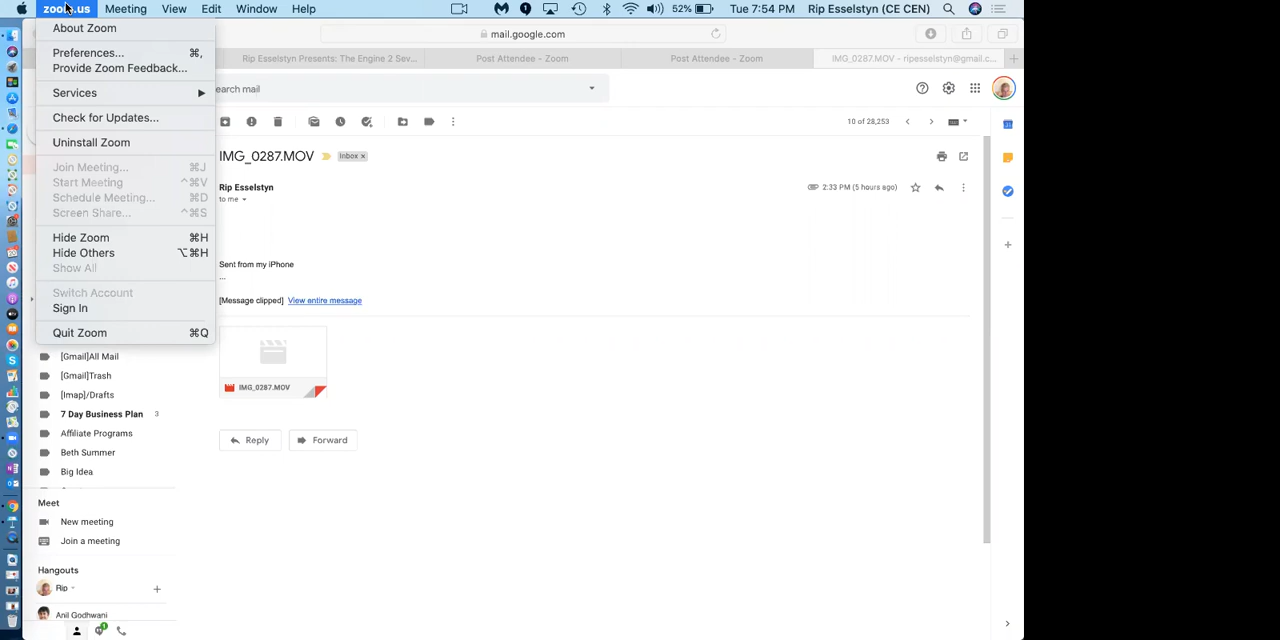 zoom.us Meeting View Edit Window Help 52% Tue 7:54 PM Rip Esselstyn (CE CEN)
About Zoom
Preferences... ⌘,
Provide Zoom Feedback...
Services ▶
Check for Updates...
Uninstall Zoom
Join Meeting... ⌘J
Start Meeting ^⌘V
Schedule Meeting... ⌘D
Screen Share... ^⌘S
Hide Zoom ⌘H
Hide Others ⌥⌘H
Show All
Switch Account
Sign In
Quit Zoom ⌘Q
mail.google.com
Rip Esselstyn Presents: The Engine 2 Sev... Post Attendee - Zoom Post Attendee - Zoom IMG_0287.MOV - ripesselstyn@gmail.c...
earch mail
10 of 28,253
IMG_0287.MOV Inbox x
Rip Esselstyn 2:33 PM (5 hours ago)
to me
Sent from my iPhone
...
[Message clipped] View entire message
IMG_0287.MOV
Reply Forward
[Gmail]All Mail
[Gmail]Trash
[Imap]/Drafts
7 Day Business Plan 3
Affiliate Programs
Beth Summer
Big Idea
Meet
New meeting
Join a meeting
Hangouts
Rip
Anil Godhwani
1